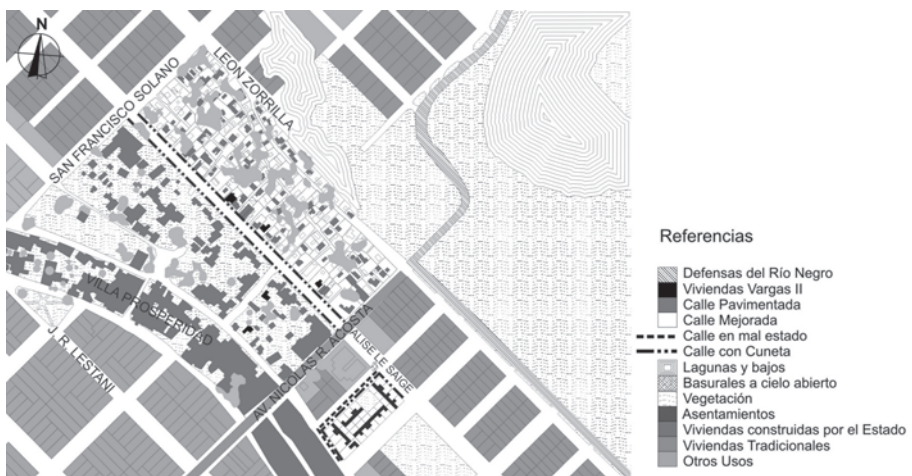 N
SAN FRANCISCO SOLANO
LEON ZORRILLA
VILLA PROSPERIDAD
J. R. LESTANI
AV. NICOLAS R. ACOSTA
ALISE LE SAIGE
Referencias
Defensas del Río Negro
Viviendas Vargas II
Calle Pavimentada
Calle Mejorada
Calle en mal estado
Calle con Cuneta
Lagunas y bajos
Basurales a cielo abierto
Vegetación
Asentamientos
Viviendas construidas por el Estado
Viviendas Tradicionales
Otros Usos